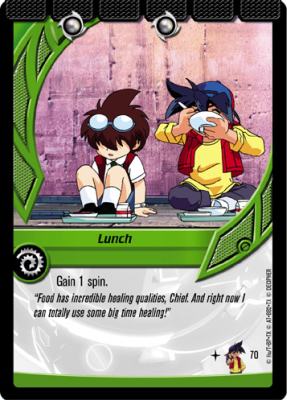 Lunch
Gain 1 spin.
"Food has incredible healing qualities, Chief. And right now I
can totally use some big time healing!"
70